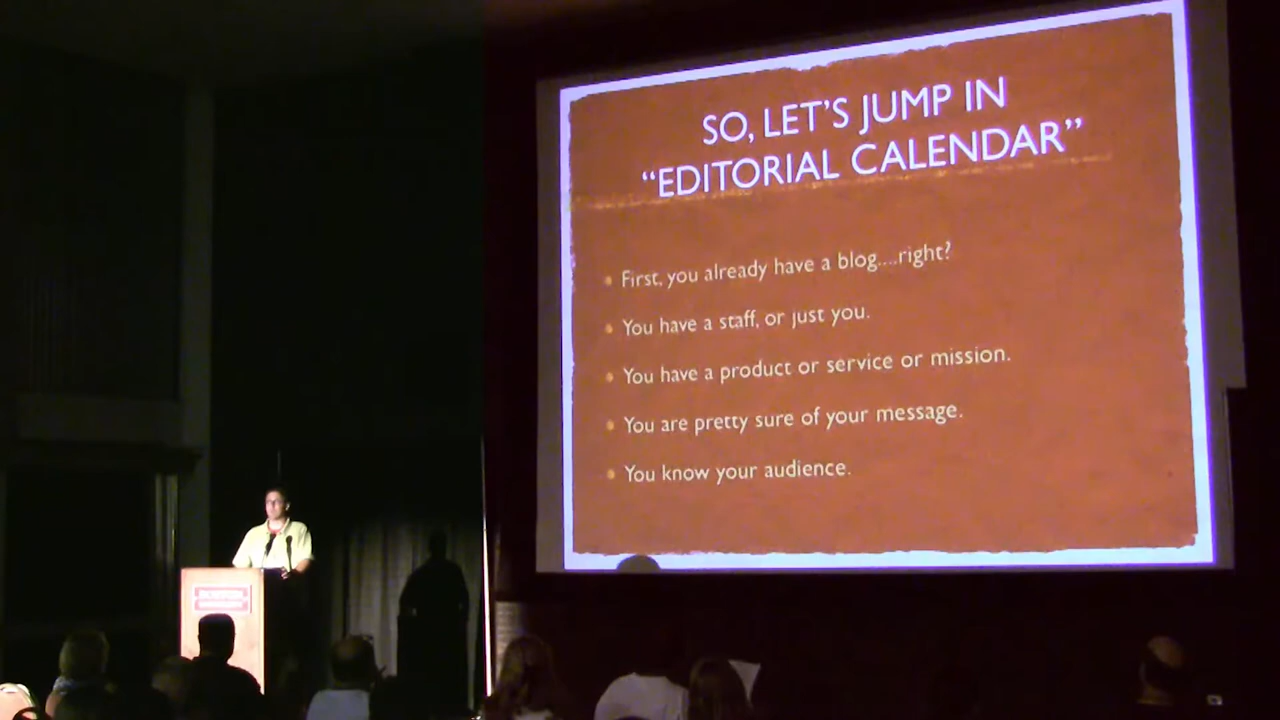 SO, LET'S JUMP IN
“EDITORIAL CALENDAR”
First, you already have a blog....right?
You have a staff, or just you.
You have a product or service or mission.
You are pretty sure of your message.
You know your audience.